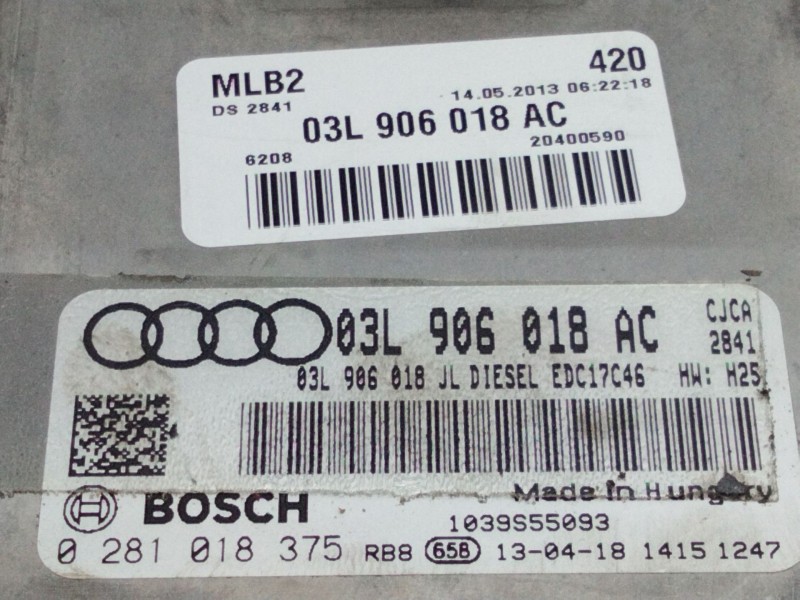 MLB2 420
DS 2841 14.05.2013 06:22:18
03L 906 018 AC
6208 20400590
03L 906 018 AC CJCA
2841
03L 906 018 JL DIESEL EDC17C46 HW: H25
Made in Hungary
BOSCH 1039S55093
0 281 018 375 RB8 658 13-04-18 1415 1247